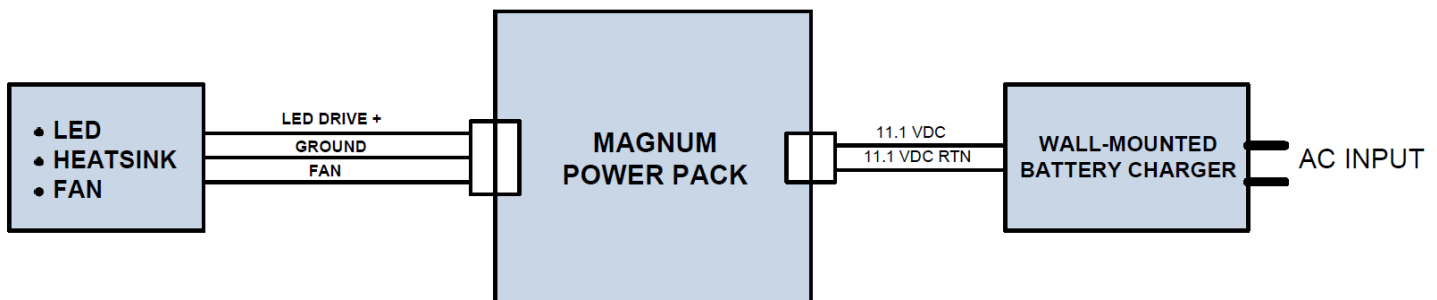 • LED
• HEATSINK
• FAN
LED DRIVE +
GROUND
FAN
MAGNUM
POWER PACK
11.1 VDC
11.1 VDC RTN
WALL-MOUNTED
BATTERY CHARGER
AC INPUT